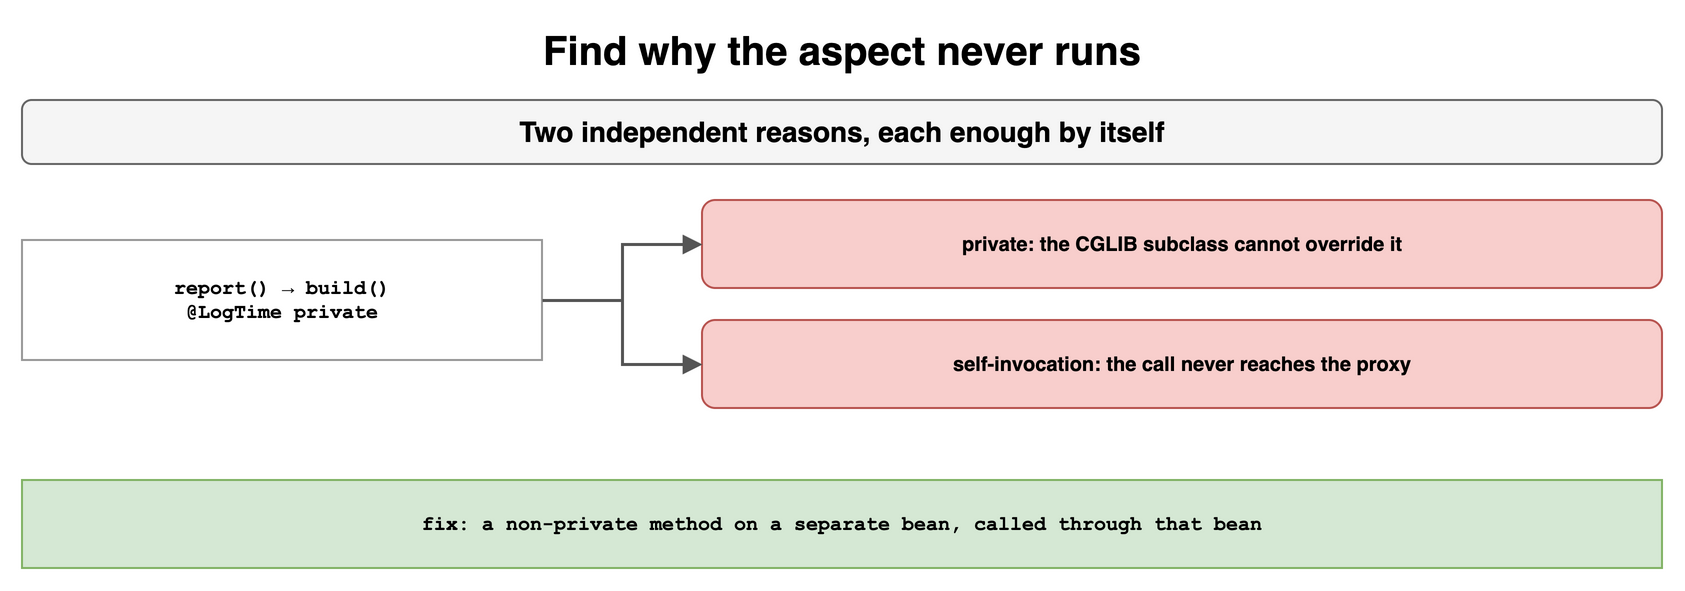 Find why the aspect never runs
Two independent reasons, each enough by itself
report() → build()
@LogTime private
private: the CGLIB subclass cannot override it
self-invocation: the call never reaches the proxy
fix: a non-private method on a separate bean, called through that bean